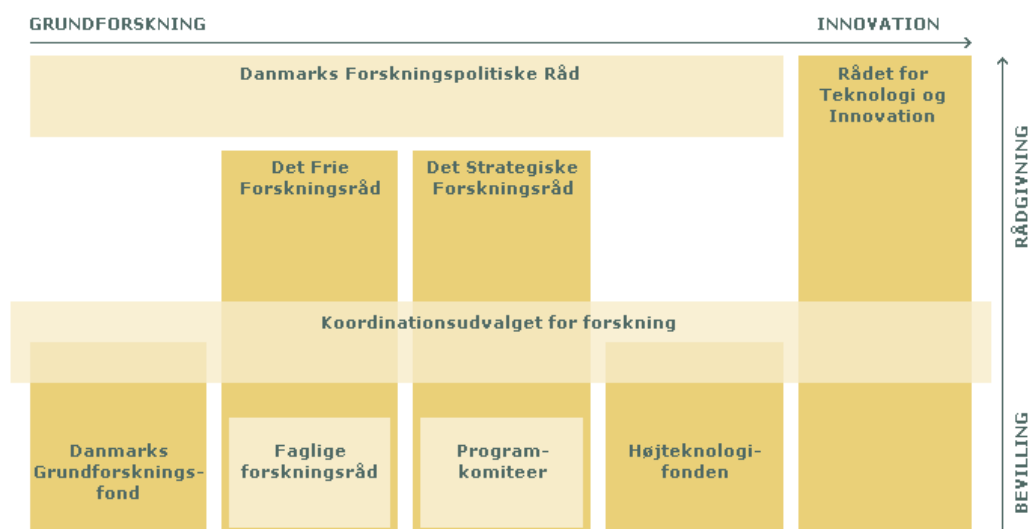 GRUNDFORSKNING
INNOVATION
Danmarks Forskningspolitiske Råd
Rådet for
Teknologi og
Innovation
Det Frie
Forskningsråd
Det Strategiske
Forskningsråd
RÅDGIVNING
Koordinationsudvalget for forskning
Danmarks
Grundforsknings-
fond
Faglige
forskningsråd
Program-
komiteer
Højteknologi-
fonden
BEVILLING